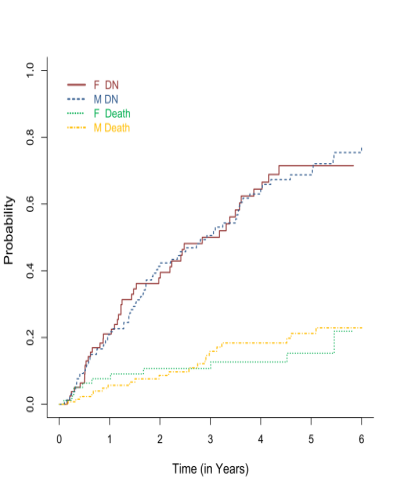 F DN
M DN
F Death
M Death
Probability
1.0
0.8
0.6
0.4
0.2
0.0
0 1 2 3 4 5 6
Time (in Years)